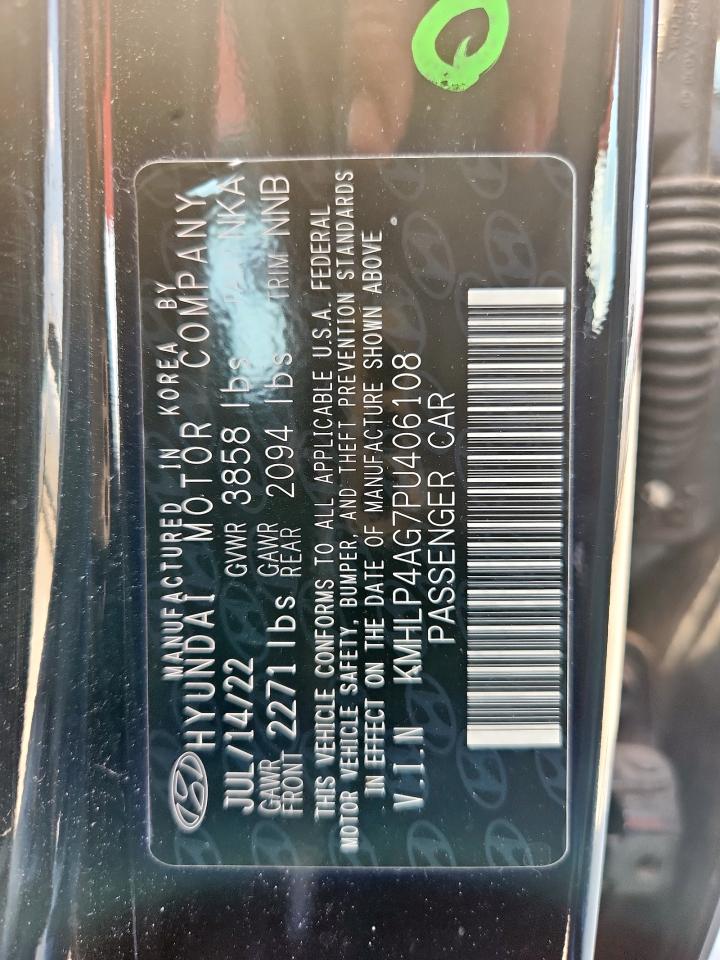 MANUFACTURED IN KOREA BY
HYUNDAI MOTOR COMPANY
JUL/14/22 GVWR 3858 lbs NKA
GAWR FRONT 2271 lbs GAWR REAR 2094 lbs TRIM NNB
THIS VEHICLE CONFORMS TO ALL APPLICABLE U.S.A. FEDERAL
MOTOR VEHICLE SAFETY, BUMPER, AND THEFT PREVENTION STANDARDS
IN EFFECT ON THE DATE OF MANUFACTURE SHOWN ABOVE
V.I.N KMHLP4AG7PU406108
PASSENGER CAR